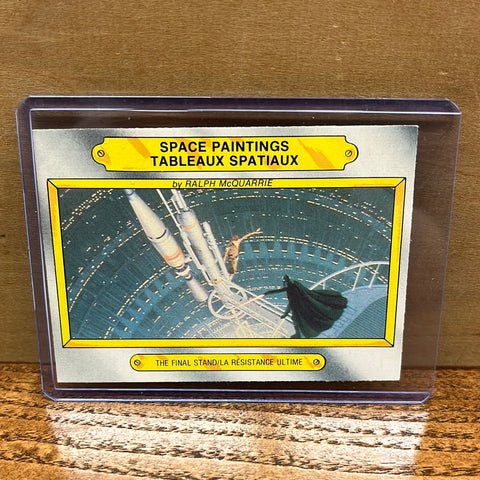 SPACE PAINTINGS
TABLEAUX SPATIAUX
by RALPH McQUARRIE
THE FINAL STAND/LA RÉSISTANCE ULTIME